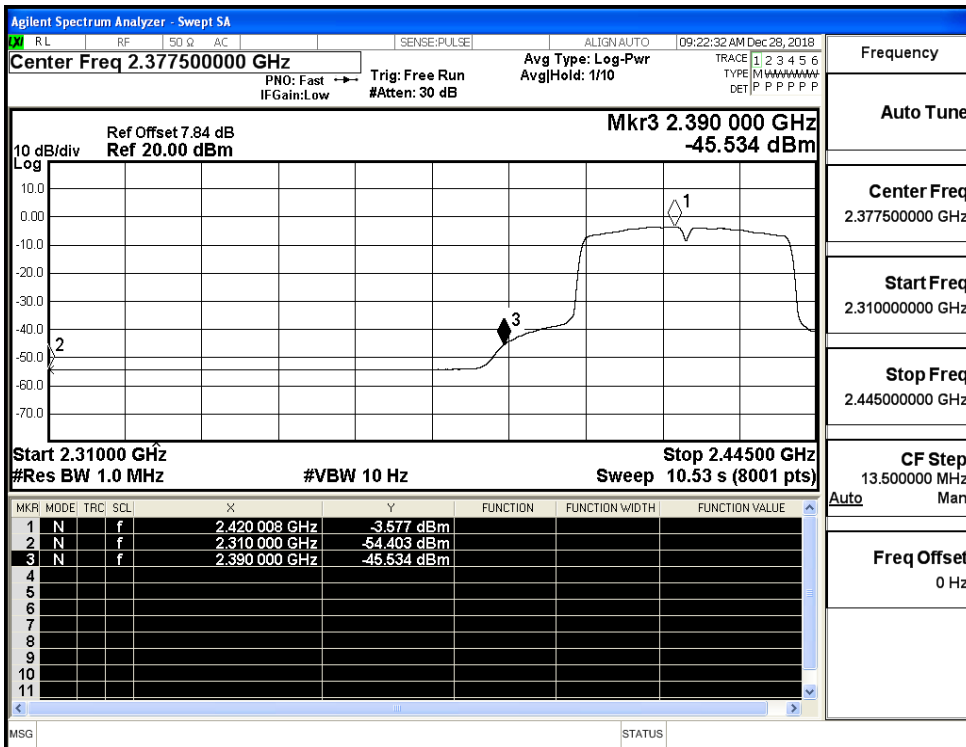 Agilent Spectrum Analyzer - Swept SA
LXI RL RF 50 Ω AC SENSE:PULSE ALIGN AUTO 09:22:32 AM Dec 28, 2018
Center Freq 2.377500000 GHz
PNO: Fast
IFGain:Low
Trig: Free Run
#Atten: 30 dB
Avg Type: Log-Pwr
Avg|Hold: 1/10
TRACE 1 2 3 4 5 6
TYPE M WWWWW
DET P P P P P P
Ref Offset 7.84 dB
10 dB/div Ref 20.00 dBm
Log
Mkr3 2.390 000 GHz
-45.534 dBm
10.0
0.00
-10.0
-20.0
-30.0
-40.0
-50.0
-60.0
-70.0
1
2
3
Start 2.31000 GHz Stop 2.44500 GHz
#Res BW 1.0 MHz #VBW 10 Hz Sweep 10.53 s (8001 pts)
MKR MODE TRC SCL X Y FUNCTION FUNCTION WIDTH FUNCTION VALUE
1 N f 2.420 008 GHz -3.577 dBm
2 N f 2.310 000 GHz -54.403 dBm
3 N f 2.390 000 GHz -45.534 dBm
4
5
6
7
8
9
10
11
MSG STATUS
Frequency
Auto Tune
Center Freq
2.377500000 GHz
Start Freq
2.310000000 GHz
Stop Freq
2.445000000 GHz
CF Step
13.500000 MHz
Auto Man
Freq Offset
0 Hz